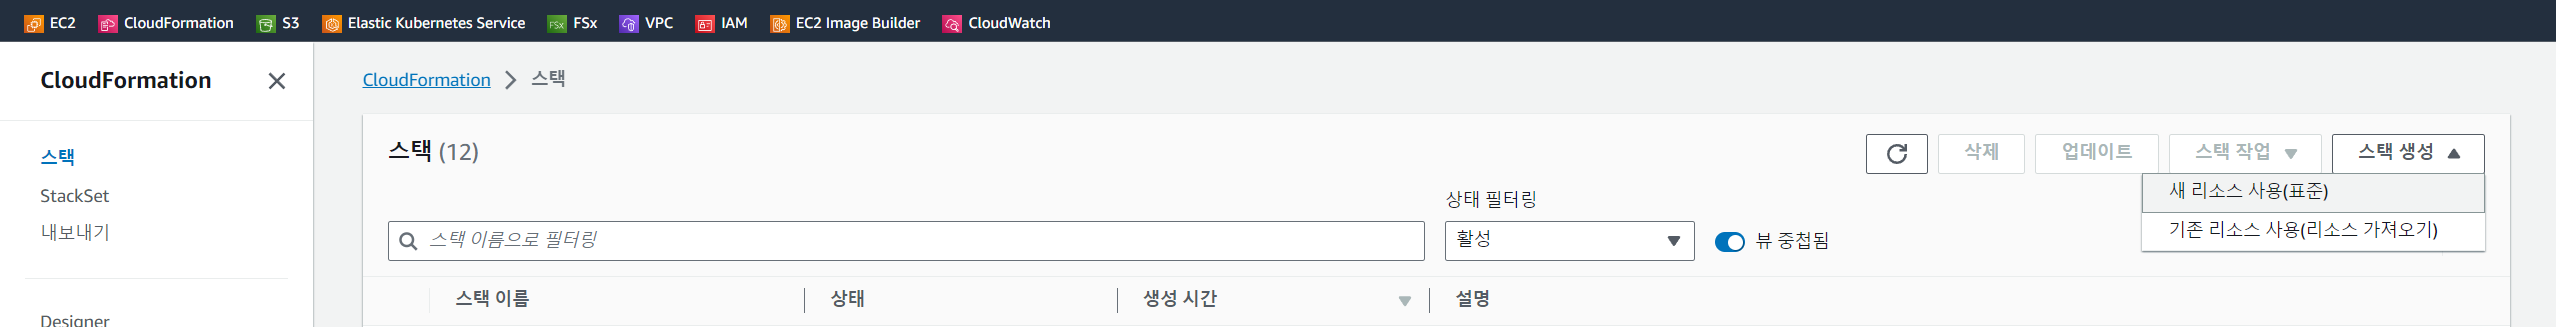 EC2 CloudFormation S3 Elastic Kubernetes Service FSx FSx VPC IAM EC2 Image Builder CloudWatch
CloudFormation
CloudFormation 스택
스택
StackSet
내보내기
Designer
스택 (12)
삭제 업데이트 스택 작업 스택 생성
새 리소스 사용(표준)
기존 리소스 사용(리소스 가져오기)
상태 필터링
스택 이름으로 필터링 활성 뷰 중첩됨
스택 이름 상태 생성 시간 설명